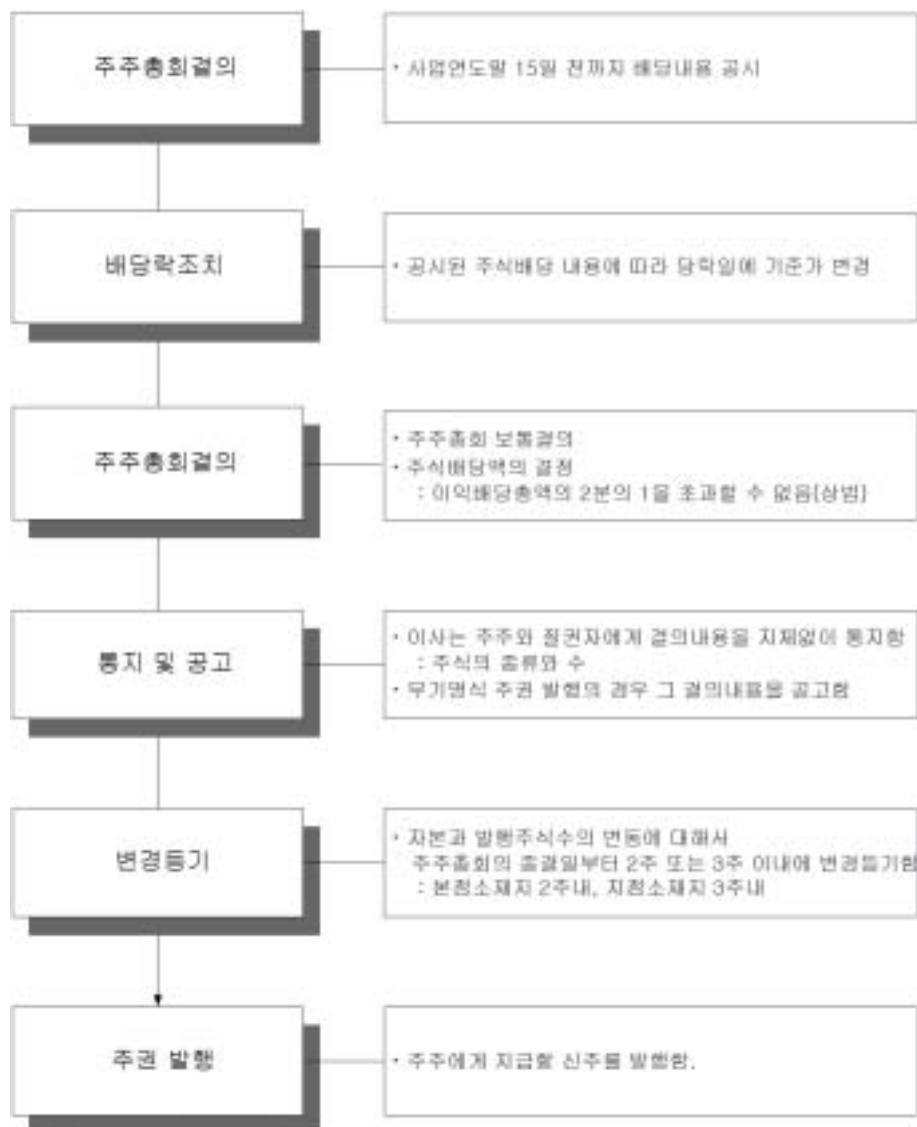 주주총회결의
· 사업연도말 15일 전까지 배당내용 공시
배당락조치
· 공시된 주식배당 내용에 따라 당락일에 기준가 변경
주주총회결의
· 주주총회 보통결의
· 주식배당액의 결정
: 이익배당총액의 2분의 1을 초과할 수 없음(상법)
통지 및 공고
· 이사는 주주와 질권자에게 결의내용을 지체없이 통지함
: 주식의 종류와 수
· 무기명식 주권 발행의 경우 그 결의내용을 공고함
변경등기
· 자본과 발행주식수의 변동에 대해서
주주총회의 종결일부터 2주 또는 3주 이내에 변경등기함
: 본점소재지 2주내, 지점소재지 3주내
주권 발행
· 주주에게 지급할 신주를 발행함.